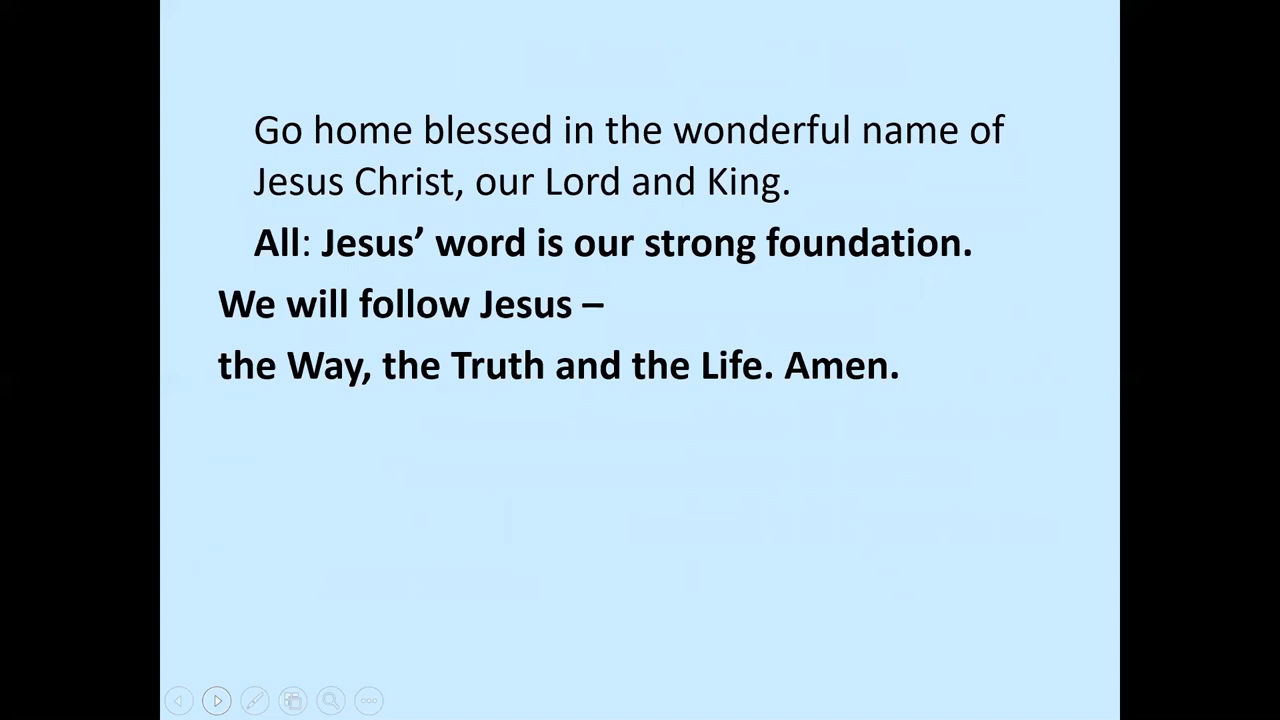 Go home blessed in the wonderful name of
Jesus Christ, our Lord and King.
All: Jesus’ word is our strong foundation.
We will follow Jesus –
the Way, the Truth and the Life. Amen.